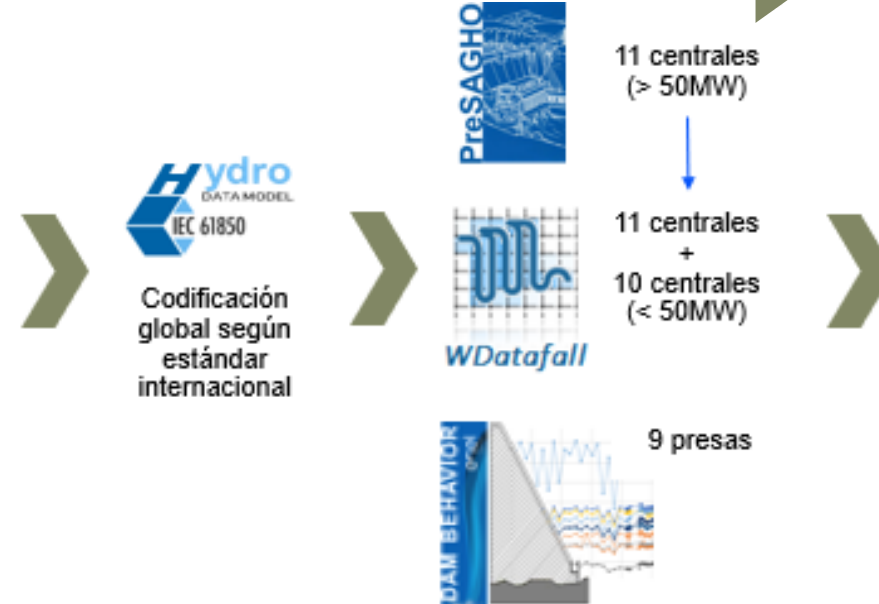 PreSAGHO
11 centrales
(> 50MW)
Hydro
DATA MODEL
IEC 61850
Codificación
global según
estándar
internacional
11 centrales
+
10 centrales
(< 50MW)
WDatafall
DAM BEHAVIOR
enel
9 presas